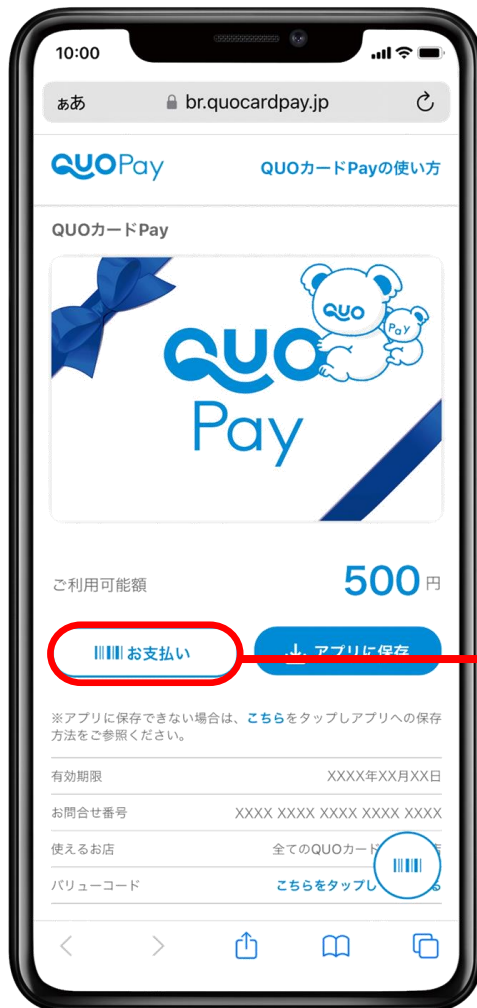 10:00
ああ br.quocardpay.jp
QUO Pay QUOカードPayの使い方
QUOカードPay
QUO
Pay
QUO
Pay
ご利用可能額 500 円
お支払い アプリに保存
※アプリに保存できない場合は、こちらをタップしアプリへの保存
方法をご参照ください。
有効期限 XXXX年XX月XX日
お問合せ番号 XXXX XXXX XXXX XXXX XXXX
使えるお店 全てのQUOカード
バリューコード こちらをタップし